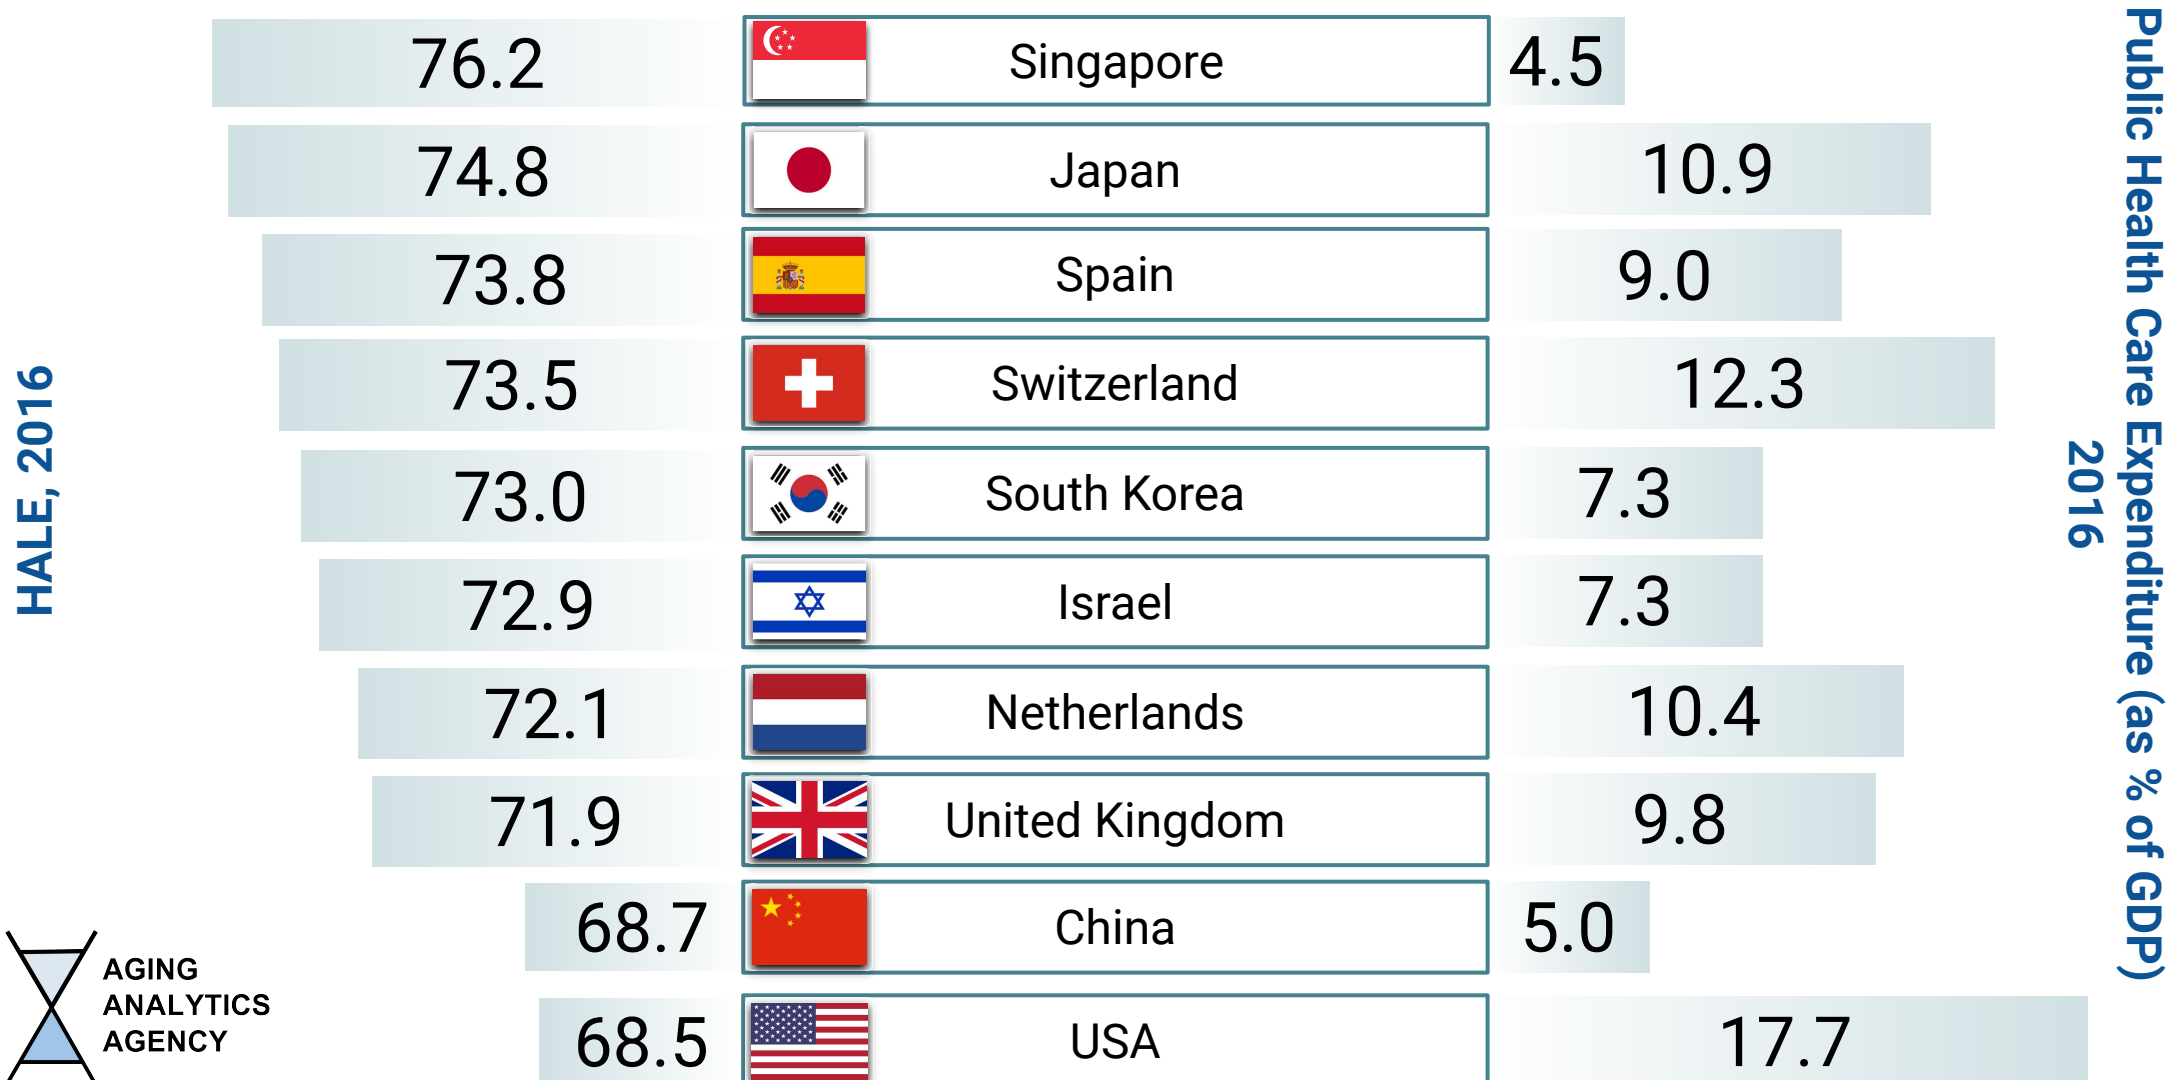 HALE, 2016
76.2 Singapore 4.5
74.8 Japan 10.9
73.8 Spain 9.0
73.5 Switzerland 12.3
73.0 South Korea 7.3
72.9 Israel 7.3
72.1 Netherlands 10.4
71.9 United Kingdom 9.8
68.7 China 5.0
68.5 USA 17.7
Public Health Care Expenditure (as % of GDP)
2016
AGING
ANALYTICS
AGENCY